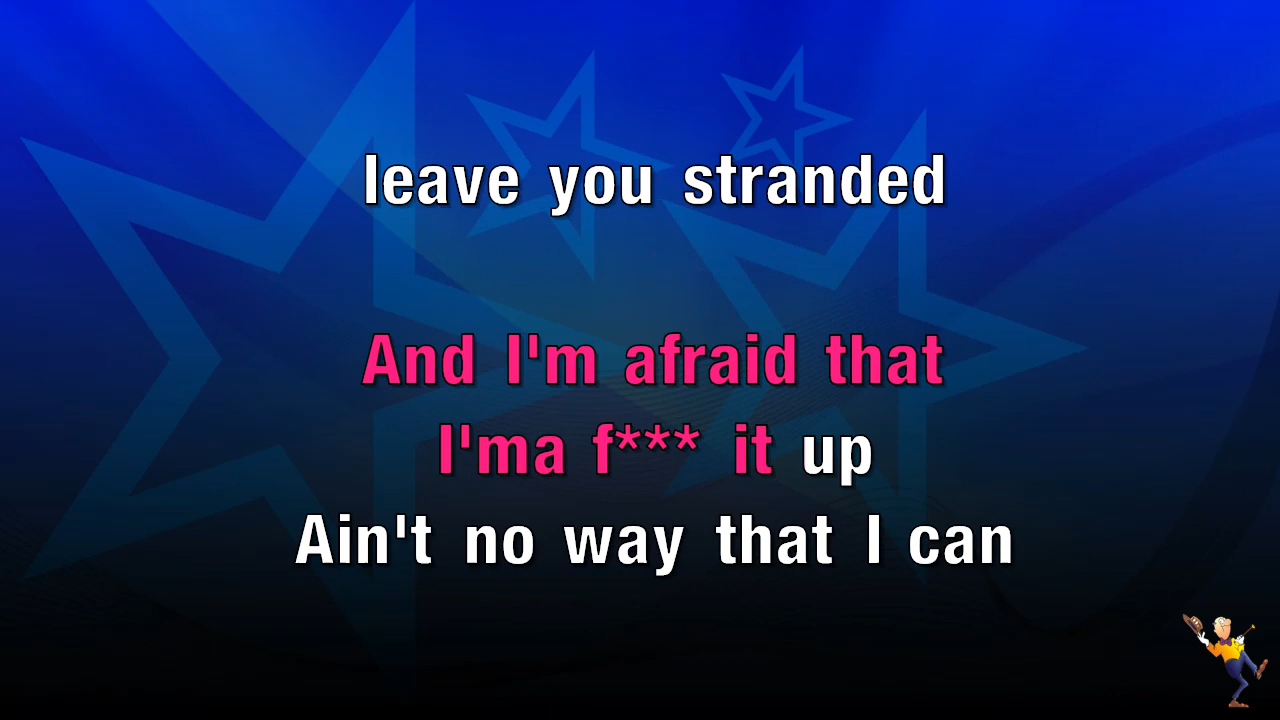 leave you stranded
And I'm afraid that
I'ma f*** it up
Ain't no way that I can